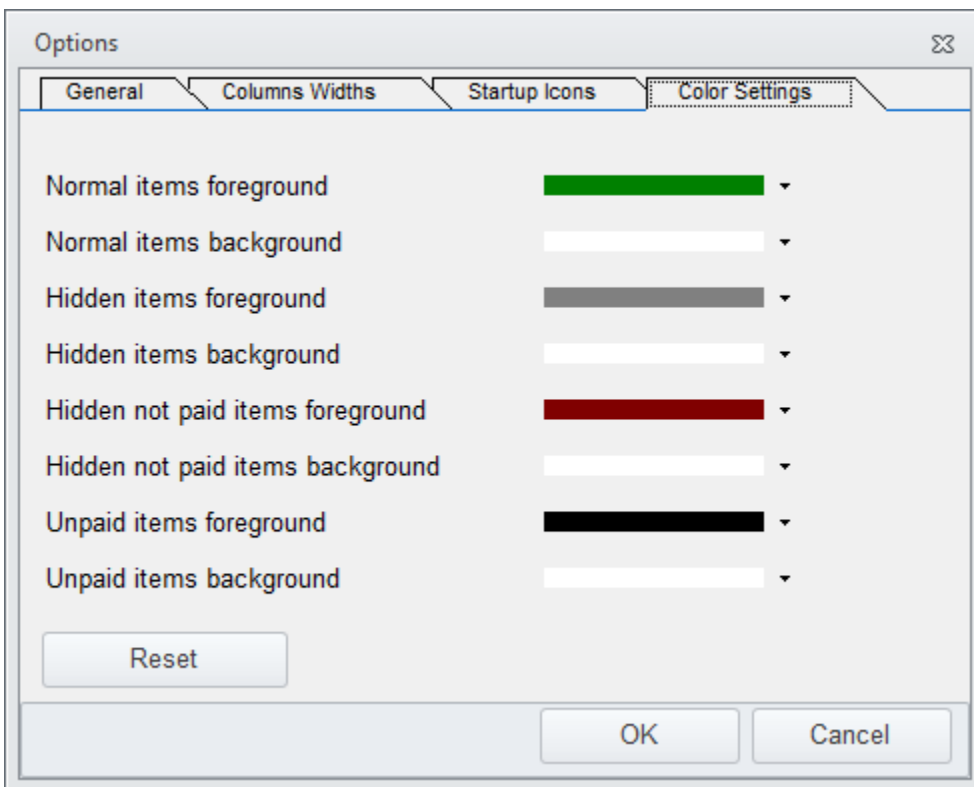 Options
General Columns Widths Startup Icons Color Settings
Normal items foreground
Normal items background
Hidden items foreground
Hidden items background
Hidden not paid items foreground
Hidden not paid items background
Unpaid items foreground
Unpaid items background
Reset
OK Cancel